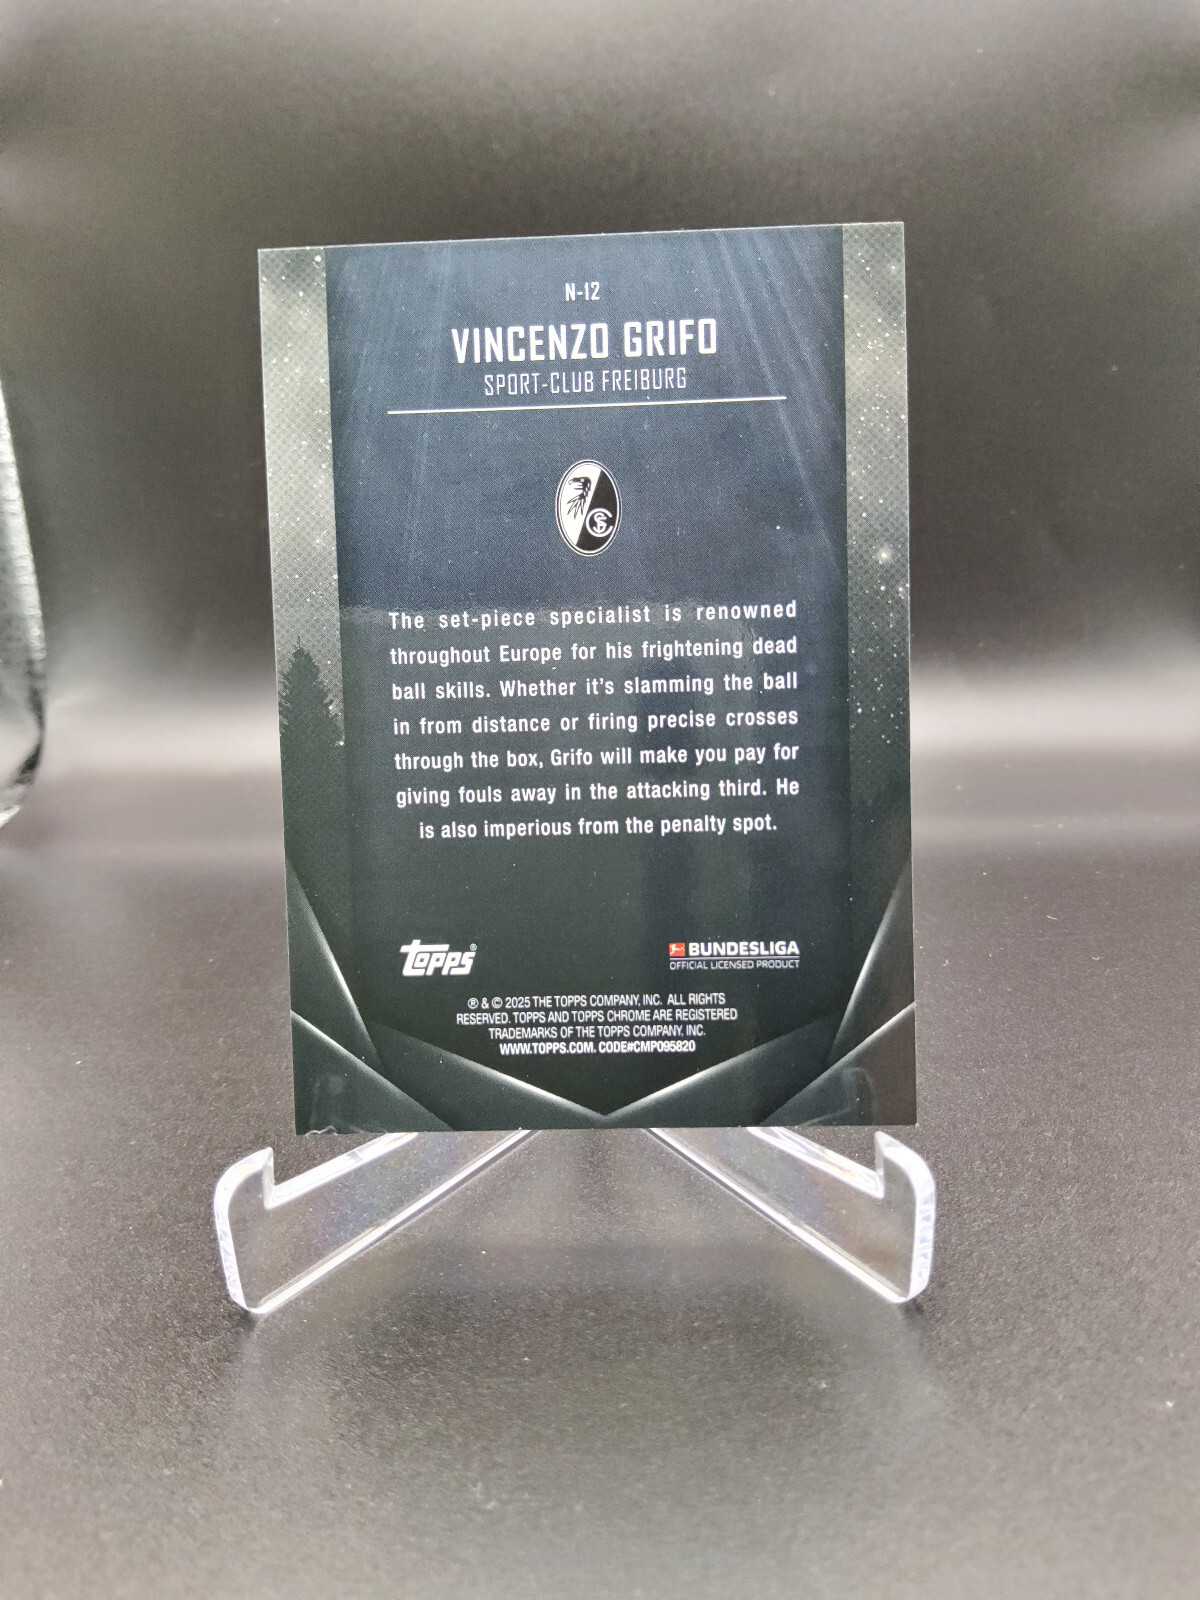 N-12
VINCENZO GRIFO
SPORT-CLUB FREIBURG
SC
The set-piece specialist is renowned
throughout Europe for his frightening dead
ball skills. Whether it's slamming the ball
in from distance or firing precise crosses
through the box, Grifo will make you pay for
giving fouls away in the attacking third. He
is also imperious from the penalty spot.
Topps®
BUNDESLIGA
OFFICIAL LICENSED PRODUCT
® & © 2025 THE TOPPS COMPANY, INC. ALL RIGHTS
RESERVED. TOPPS AND TOPPS CHROME ARE REGISTERED
TRADEMARKS OF THE TOPPS COMPANY, INC.
WWW.TOPPS.COM. CODE#CMP095820